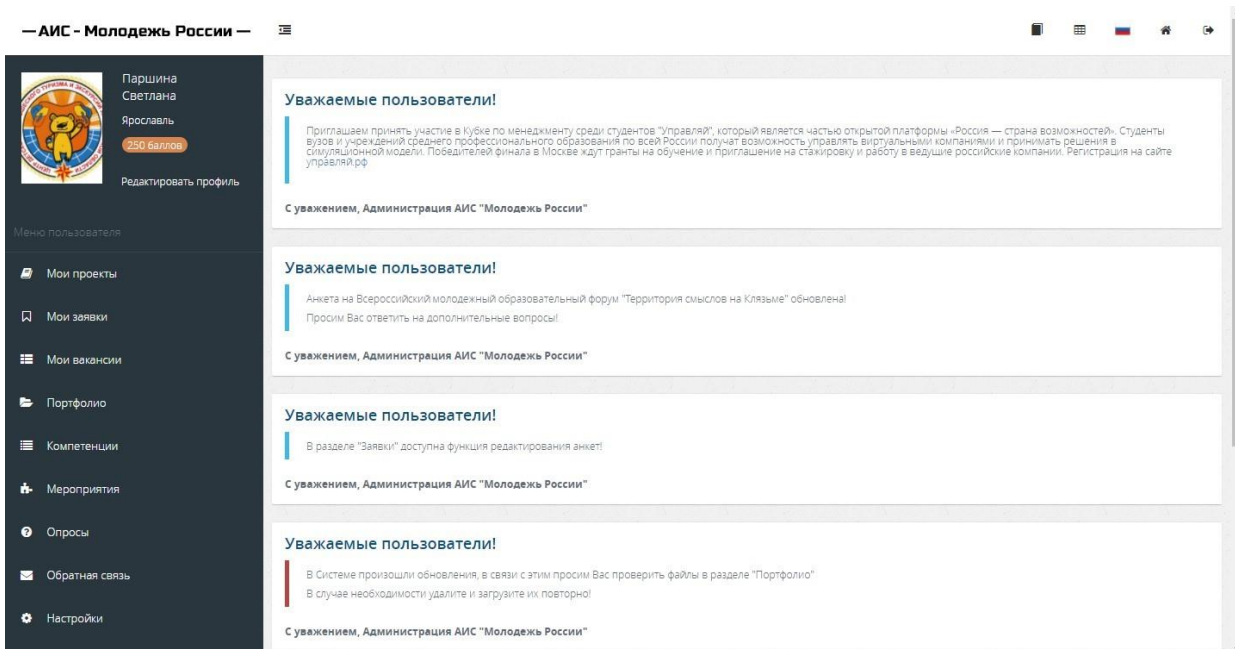 —АИС - Молодежь России—
Паршина
Светлана
Ярославль
250 баллов
Редактировать профиль
Меню пользователя
Мои проекты
Мои заявки
Мои вакансии
Портфолио
Компетенции
Мероприятия
Опросы
Обратная связь
Настройки
Уважаемые пользователи!
Приглашаем принять участие в Кубке по менеджменту среди студентов "Управляй", который является частью открытой платформы «Россия — страна возможностей». Студенты
вузов и учреждений среднего профессионального образования по всей России получат возможность управлять виртуальными компаниями и принимать решения в
симуляционной модели. Победителей финала в Москве ждут гранты на обучение и приглашение на стажировку и работу в ведущие российские компании. Регистрация на сайте
управляй.рф
С уважением, Администрация АИС "Молодежь России"
Уважаемые пользователи!
Анкета на Всероссийский молодежный образовательный форум "Территория смыслов на Клязьме" обновлена!
Просим Вас ответить на дополнительные вопросы!
С уважением, Администрация АИС "Молодежь России"
Уважаемые пользователи!
В разделе "Заявки" доступна функция редактирования анкет!
С уважением, Администрация АИС "Молодежь России"
Уважаемые пользователи!
В Системе произошли обновления, в связи с этим просим Вас проверить файлы в разделе "Портфолио"
В случае необходимости удалите и загрузите их повторно!
С уважением, Администрация АИС "Молодежь России"